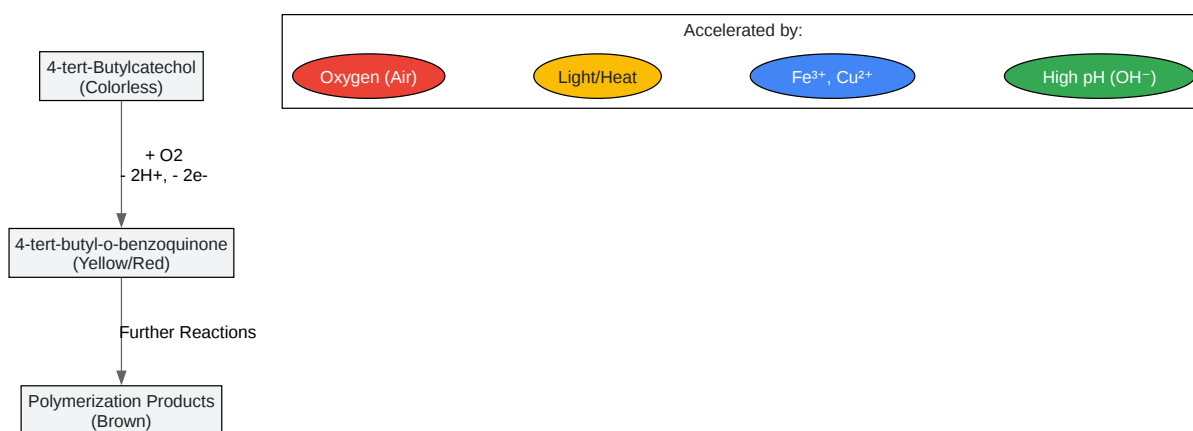 Accelerated by:
4-tert-Butylcatechol
(Colorless)
Oxygen (Air)
Light/Heat
Fe³⁺, Cu²⁺
High pH (OH⁻)
+ O2
- 2H+, - 2e-
4-tert-butyl-o-benzoquinone
(Yellow/Red)
Further Reactions
Polymerization Products
(Brown)